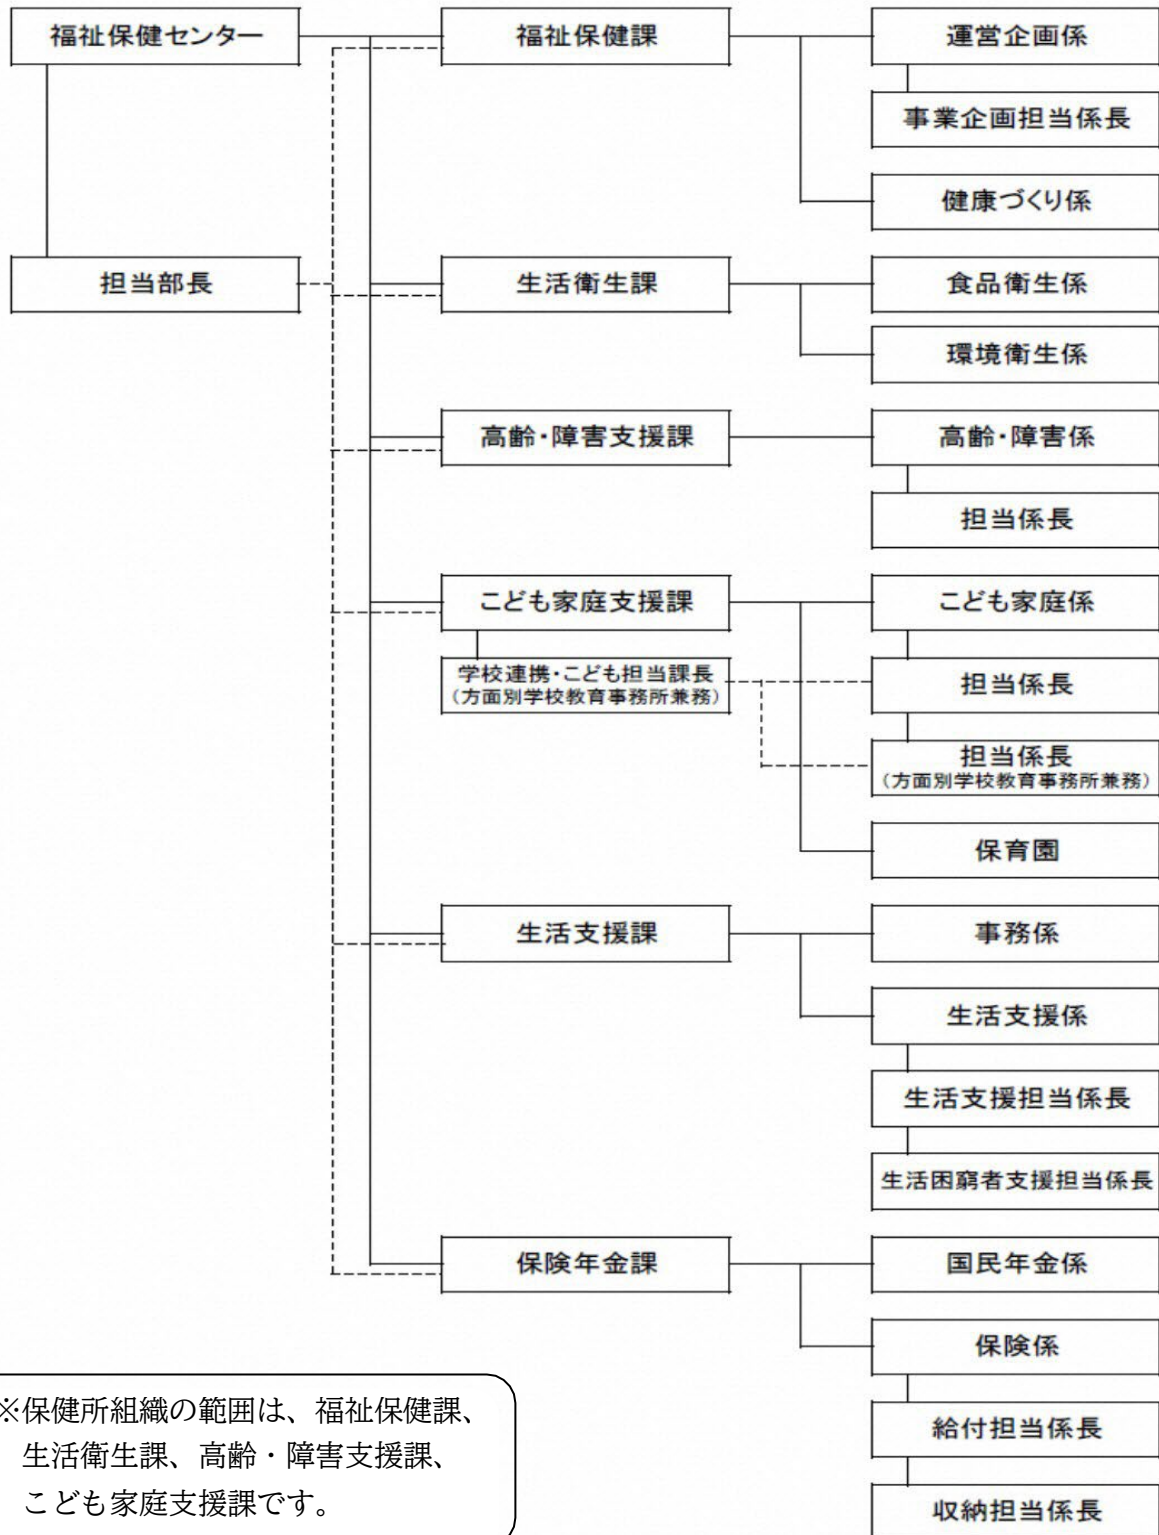 福祉保健センター
福祉保健課
運営企画係
事業企画担当係長
健康づくり係
担当部長
生活衛生課
食品衛生係
環境衛生係
高齢・障害支援課
高齢・障害係
担当係長
こども家庭支援課
こども家庭係
学校連携・こども担当課長
(方面別学校教育事務所兼務)
担当係長
担当係長
(方面別学校教育事務所兼務)
保育園
生活支援課
事務係
生活支援係
生活支援担当係長
生活困窮者支援担当係長
保険年金課
国民年金係
保険係
給付担当係長
収納担当係長
※保健所組織の範囲は、福祉保健課、
生活衛生課、高齢・障害支援課、
こども家庭支援課です。